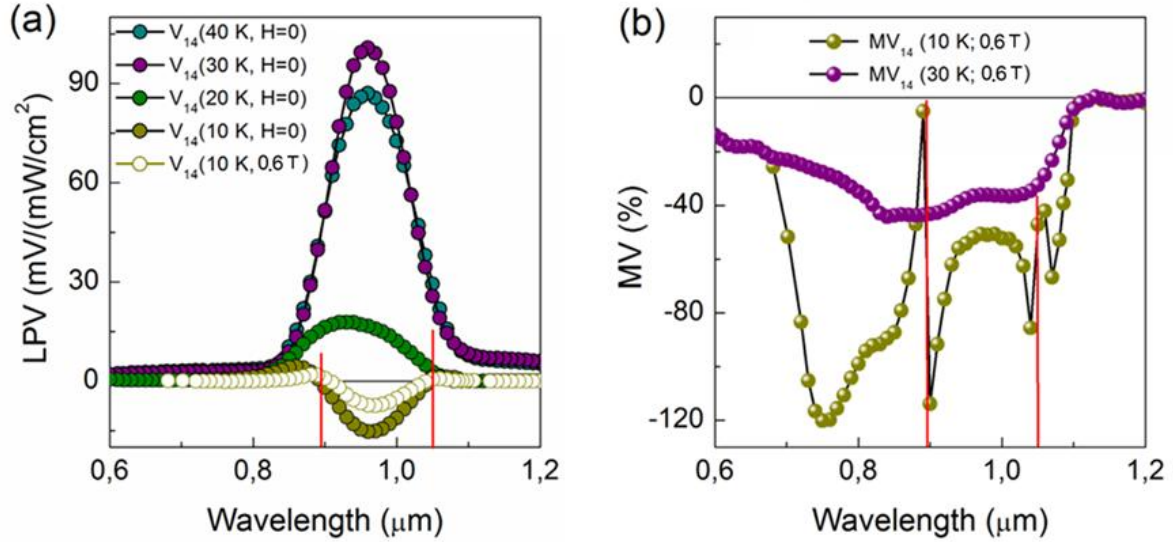 (a)
V₁₄(40 K, H=0)
V₁₄(30 K, H=0)
V₁₄(20 K, H=0)
V₁₄(10 K, H=0)
V₁₄(10 K, 0.6 T)
LPV (mV/(mW/cm²)
90
60
30
0
0,6
0,8
1,0
1,2
Wavelength (μm)
(b)
MV₁₄ (10 K; 0.6 T)
MV₁₄ (30 K; 0.6 T)
MV (%)
0
-40
-80
-120
0,6
0,8
1,0
1,2
Wavelength (μm)